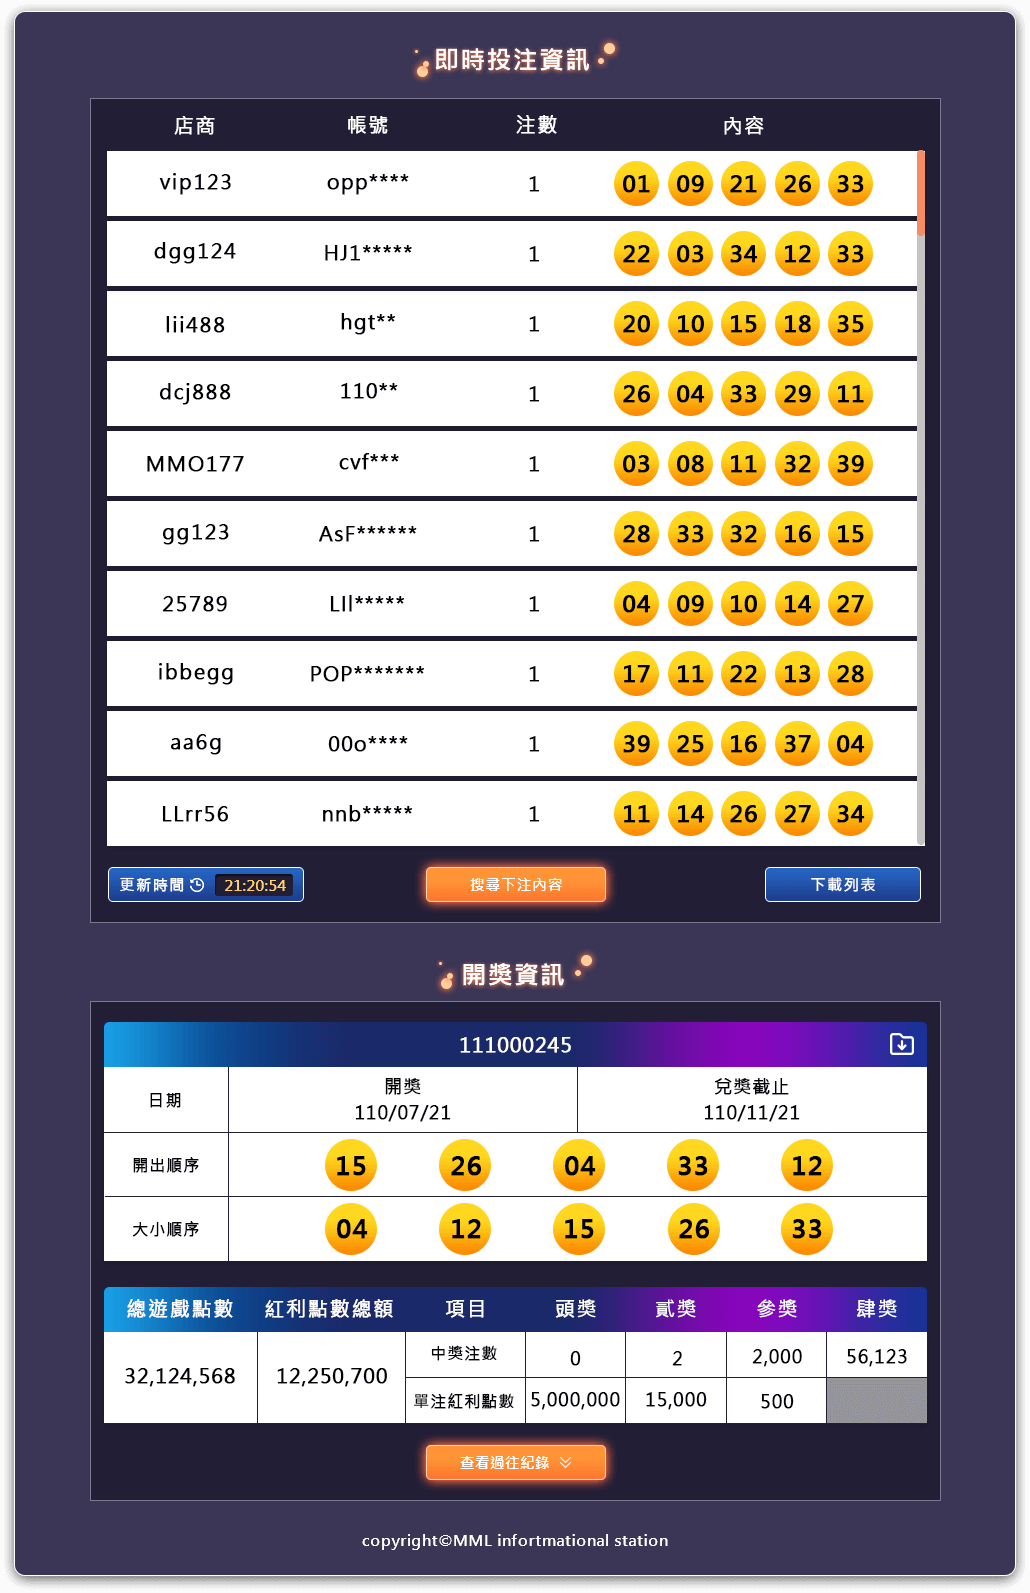 即時投注資訊
店商 帳號 注數 內容
vip123 opp**** 1 01 09 21 26 33
dgg124 HJ1***** 1 22 03 34 12 33
lii488 hgt** 1 20 10 15 18 35
dcj888 110** 1 26 04 33 29 11
MMO177 cvf*** 1 03 08 11 32 39
gg123 AsF****** 1 28 33 32 16 15
25789 LIl***** 1 04 09 10 14 27
ibbegg POP******* 1 17 11 22 13 28
aa6g 00o**** 1 39 25 16 37 04
LLrr56 nnb***** 1 11 14 26 27 34
更新時間 21:20:54 搜尋下注內容 下載列表
開獎資訊
111000245
日期 開獎 兌獎截止
110/07/21 110/11/21
開出順序 15 26 04 33 12
大小順序 04 12 15 26 33
總遊戲點數 紅利點數總額 項目 頭獎 貳獎 參獎 肆獎
32,124,568 12,250,700 中獎注數 0 2 2,000 56,123
單注紅利點數 5,000,000 15,000 500
查看過往紀錄
copyright©MML infortmational station